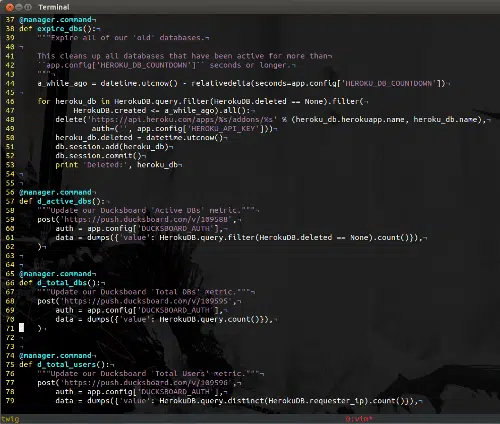 Terminal
37 @manager.command¬
38 def expire_dbs():¬
39     """Expire all of our 'old' databases.¬
40 ¬
41     This cleans up all databases that have been active for more than¬
42     ``app.config['HEROKU_DB_COUNTDOWN']`` seconds or longer.¬
43     """¬
44     a_while_ago = datetime.utcnow() - relativedelta(seconds=app.config['HEROKU_DB_COUNTDOWN'])¬
45 ¬
46     for heroku_db in HerokuDB.query.filter(HerokuDB.deleted == None).filter(¬
47             HerokuDB.created <= a_while_ago).all():¬
48         delete('https://api.heroku.com/apps/%s/addons/%s' % (heroku_db.herokuapp.name, heroku_db.name),¬
49                 auth=('', app.config['HEROKU_API_KEY']))¬
50         heroku_db.deleted = datetime.utcnow()¬
51         db.session.add(heroku_db)¬
52         db.session.commit()¬
53         print 'Deleted:', heroku_db¬
54 ¬
55 ¬
56 @manager.command¬
57 def d_active_dbs():¬
58     """Update our Ducksboard 'Active DBs' metric."""¬
59     post('https://push.ducksboard.com/v/109588',¬
60         auth = app.config['DUCKSBOARD_AUTH'],¬
61         data = dumps({'value': HerokuDB.query.filter(HerokuDB.deleted == None).count()}),¬
62     )¬
63 ¬
64 ¬
65 @manager.command¬
66 def d_total_dbs():¬
67     """Update our Ducksboard 'Total DBs' metric."""¬
68     post('https://push.ducksboard.com/v/109595',¬
69         auth = app.config['DUCKSBOARD_AUTH'],¬
70         data = dumps({'value': HerokuDB.query.count()}),¬
71     )¬
72 ¬
73 ¬
74 @manager.command¬
75 def d_total_users():¬
76     """Update our Ducksboard 'Total Users' metric."""¬
77     post('https://push.ducksboard.com/v/109596',¬
78         auth = app.config['DUCKSBOARD_AUTH'],¬
79         data = dumps({'value': HerokuDB.query.distinct(HerokuDB.requester_ip).count()}),¬
twig 0:vim*